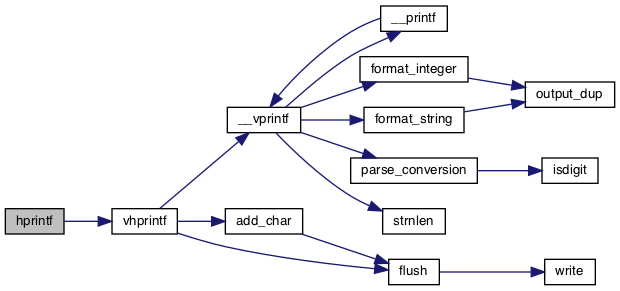 __printf
format_integer
output_dup
__vprintf
format_string
parse_conversion
isdigit
hprintf
vhprintf
add_char
strnlen
flush
write